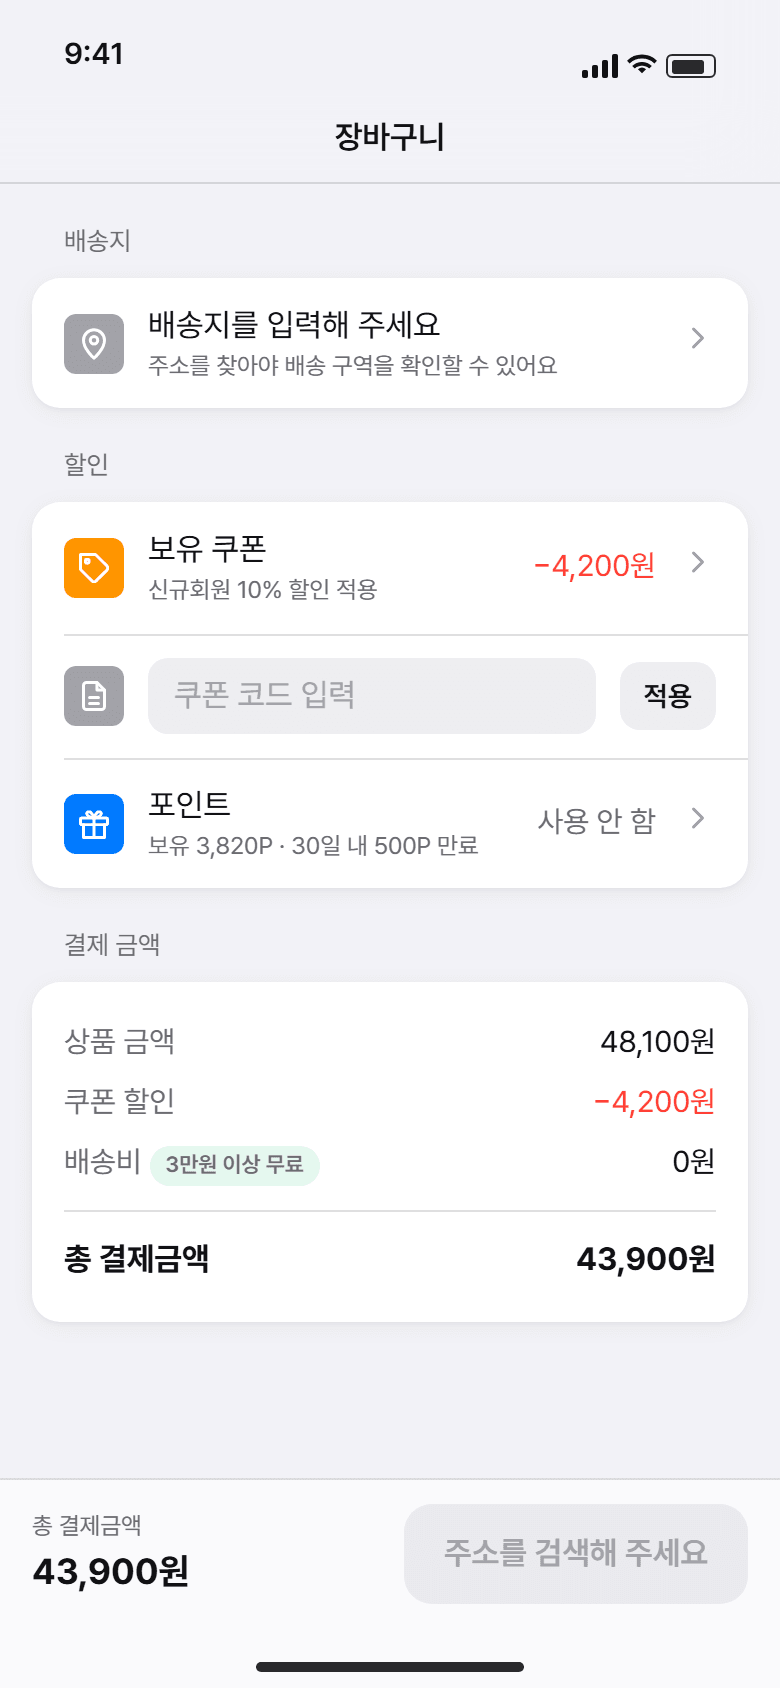 9:41
장바구니
배송지
배송지를 입력해 주세요
주소를 찾아야 배송 구역을 확인할 수 있어요
할인
보유 쿠폰
신규회원 10% 할인 적용
−4,200원
쿠폰 코드 입력
적용
포인트
보유 3,820P · 30일 내 500P 만료
사용 안 함
결제 금액
상품 금액 48,100원
쿠폰 할인 −4,200원
배송비 3만원 이상 무료 0원
총 결제금액 43,900원
총 결제금액
43,900원
주소를 검색해 주세요